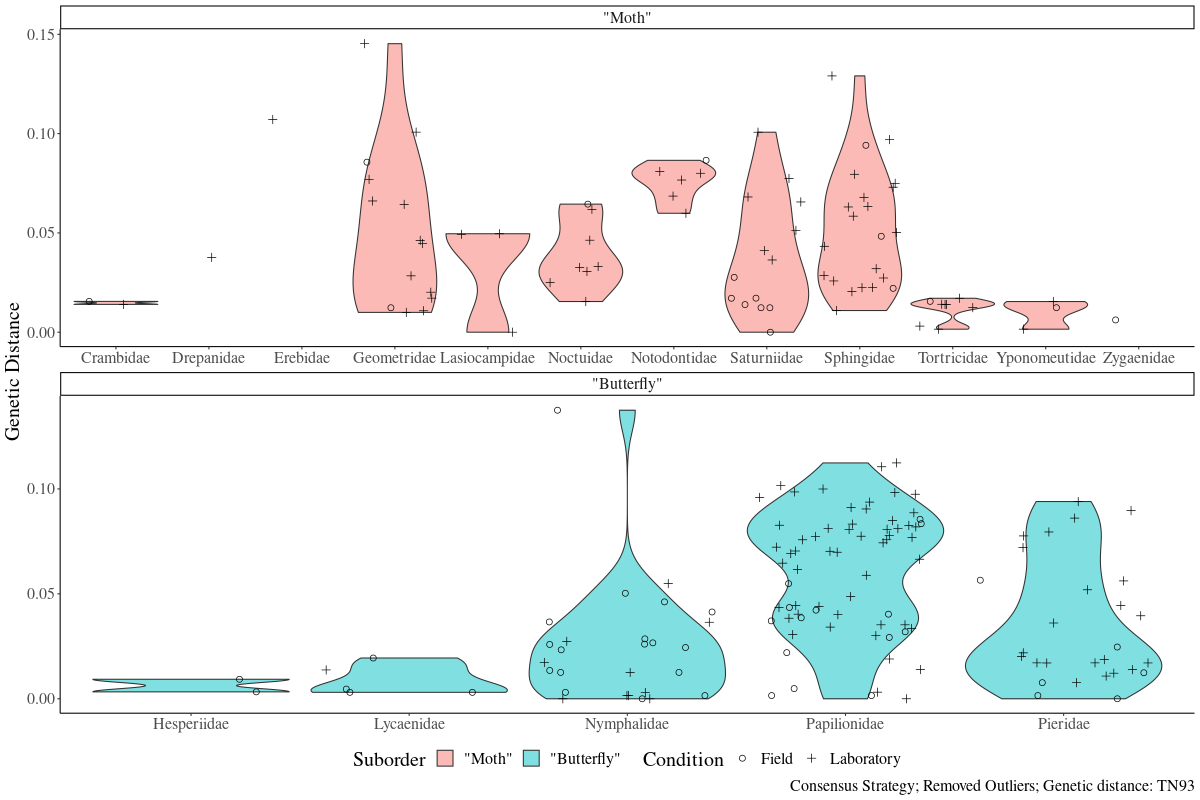 "Moth"
0.15
0.10
0.05
0.00
Crambidae Drepanidae Erebidae Geometridae Lasiocampidae Noctuidae Notodontidae Saturniidae Sphingidae Tortricidae Yponomeutidae Zygaenidae
Genetic Distance
"Butterfly"
0.10
0.05
0.00
Hesperiidae Lycaenidae Nymphalidae Papilionidae Pieridae
Suborder "Moth" "Butterfly" Condition Field Laboratory
Consensus Strategy; Removed Outliers; Genetic distance: TN93